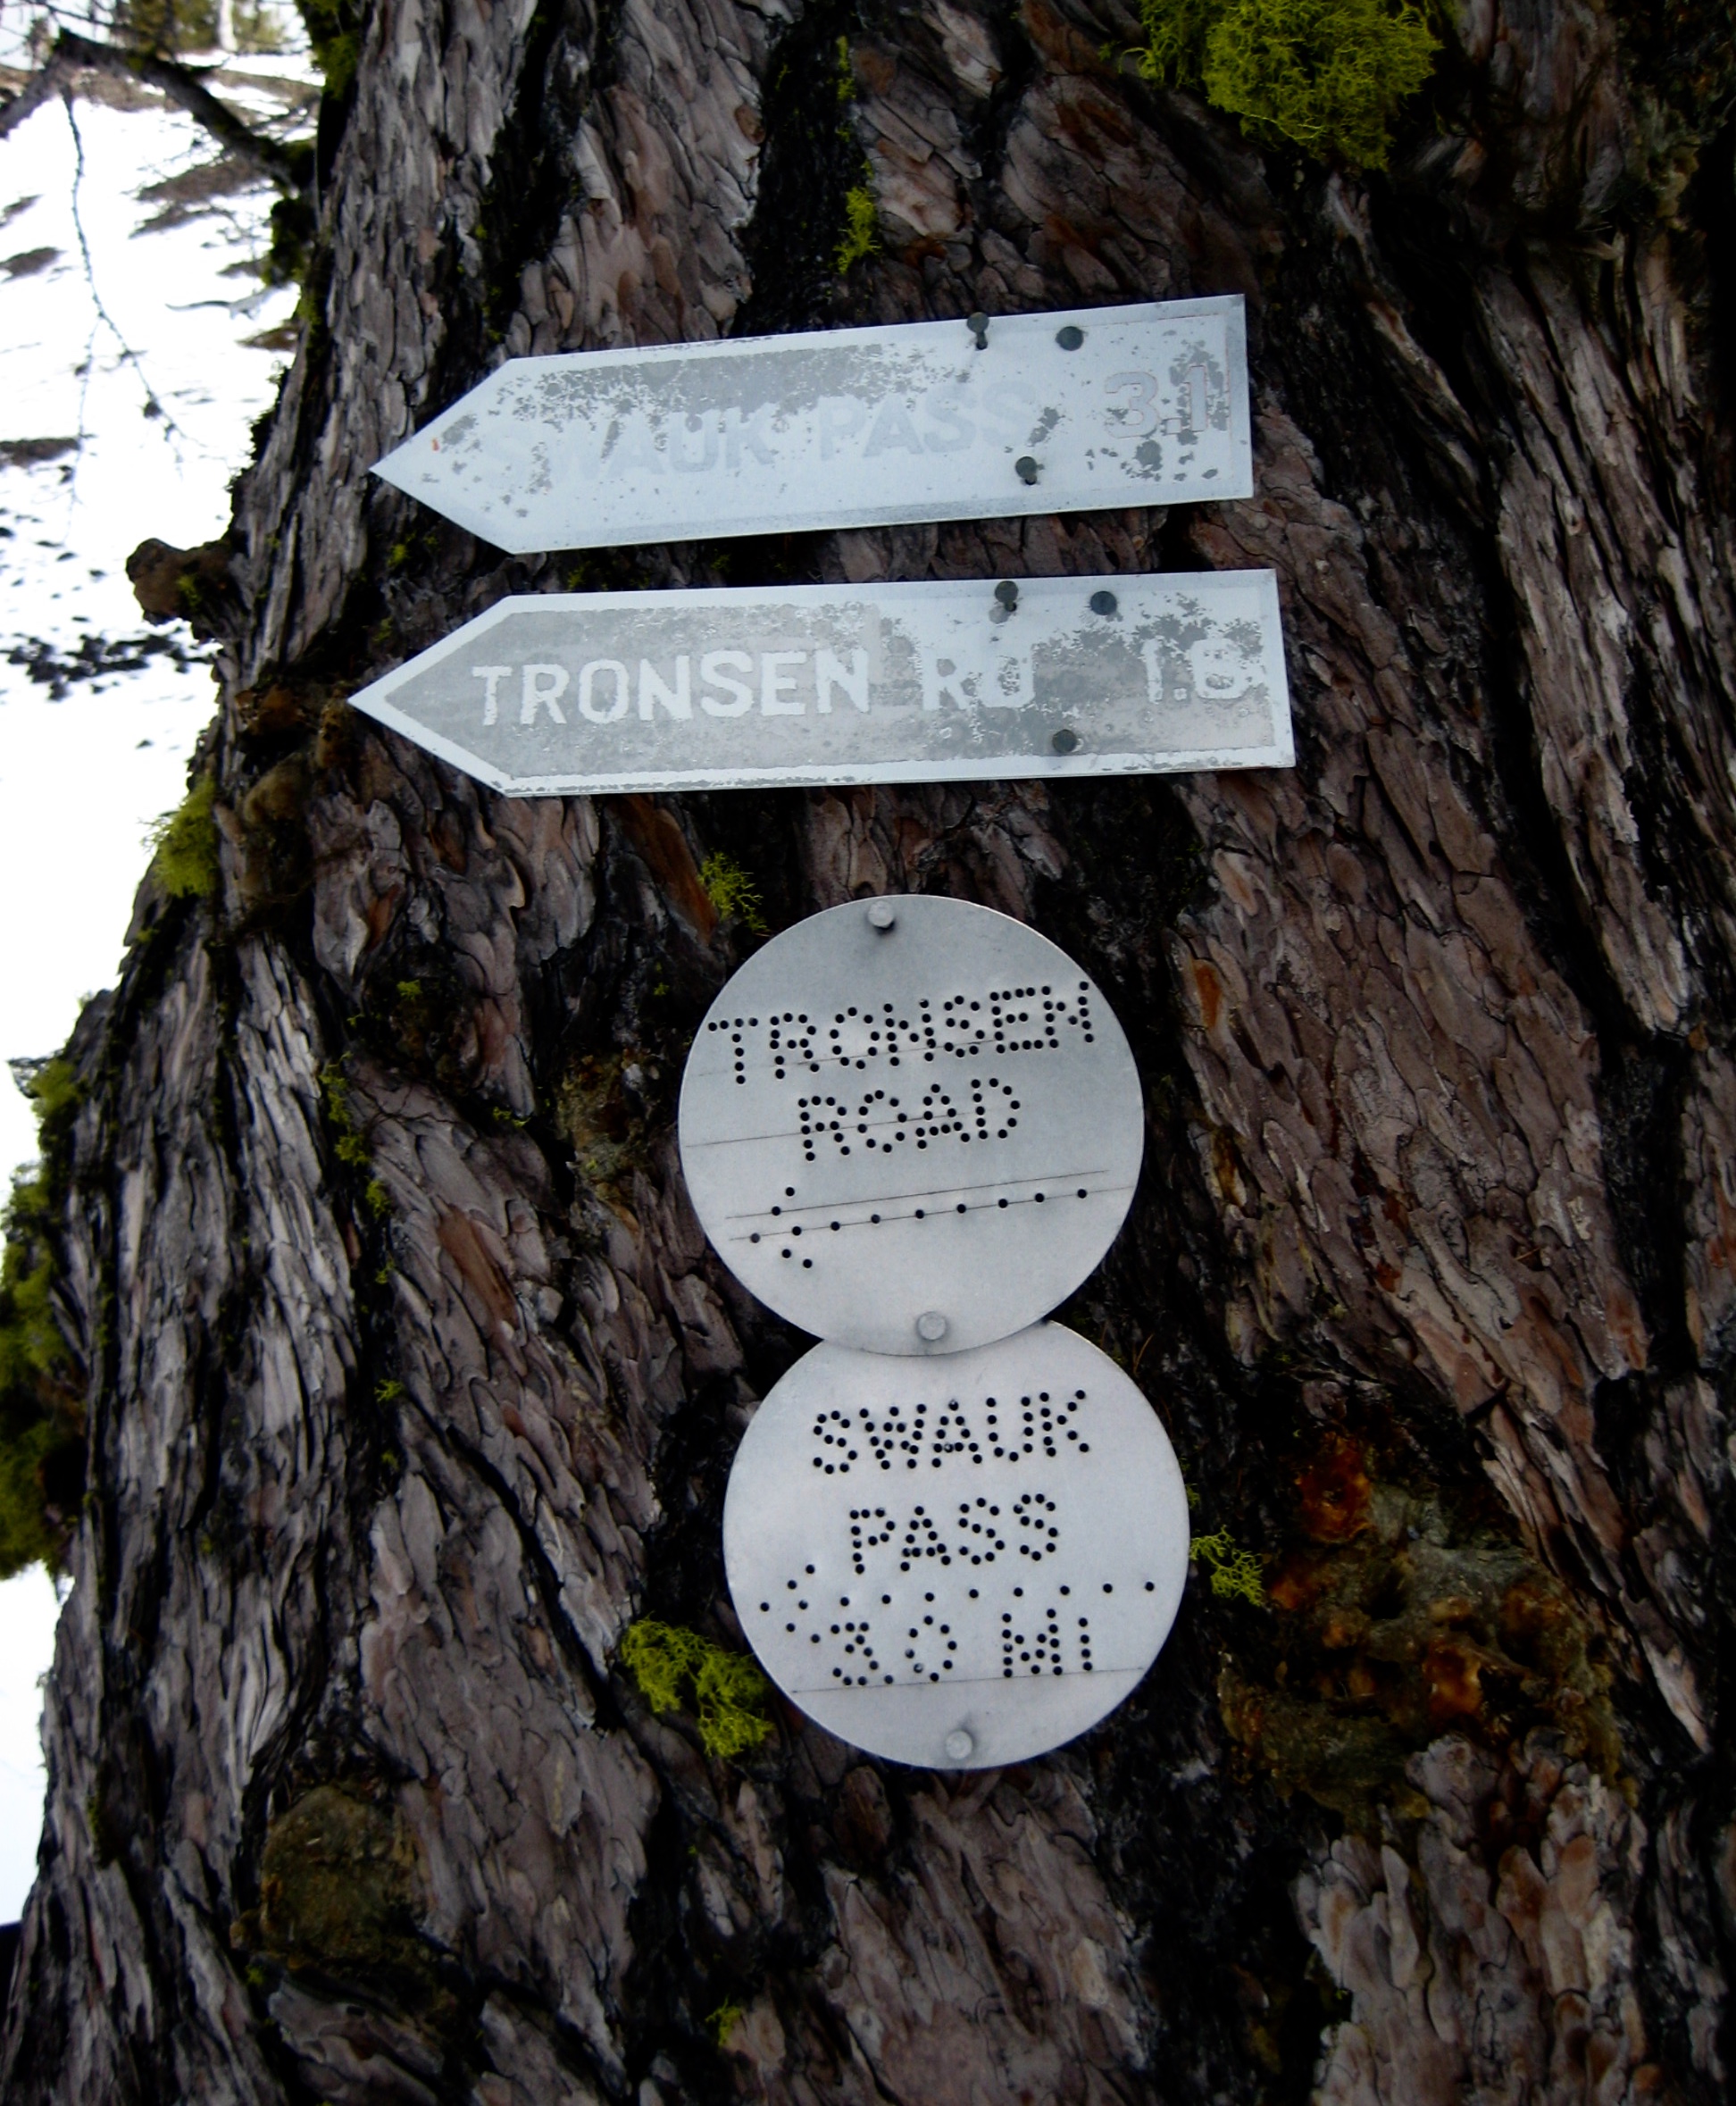 SWAUK PASS 3.1
TRONSEN RD 1.6
TRONSEN
ROAD
SWAUK
PASS
3.0 Mi